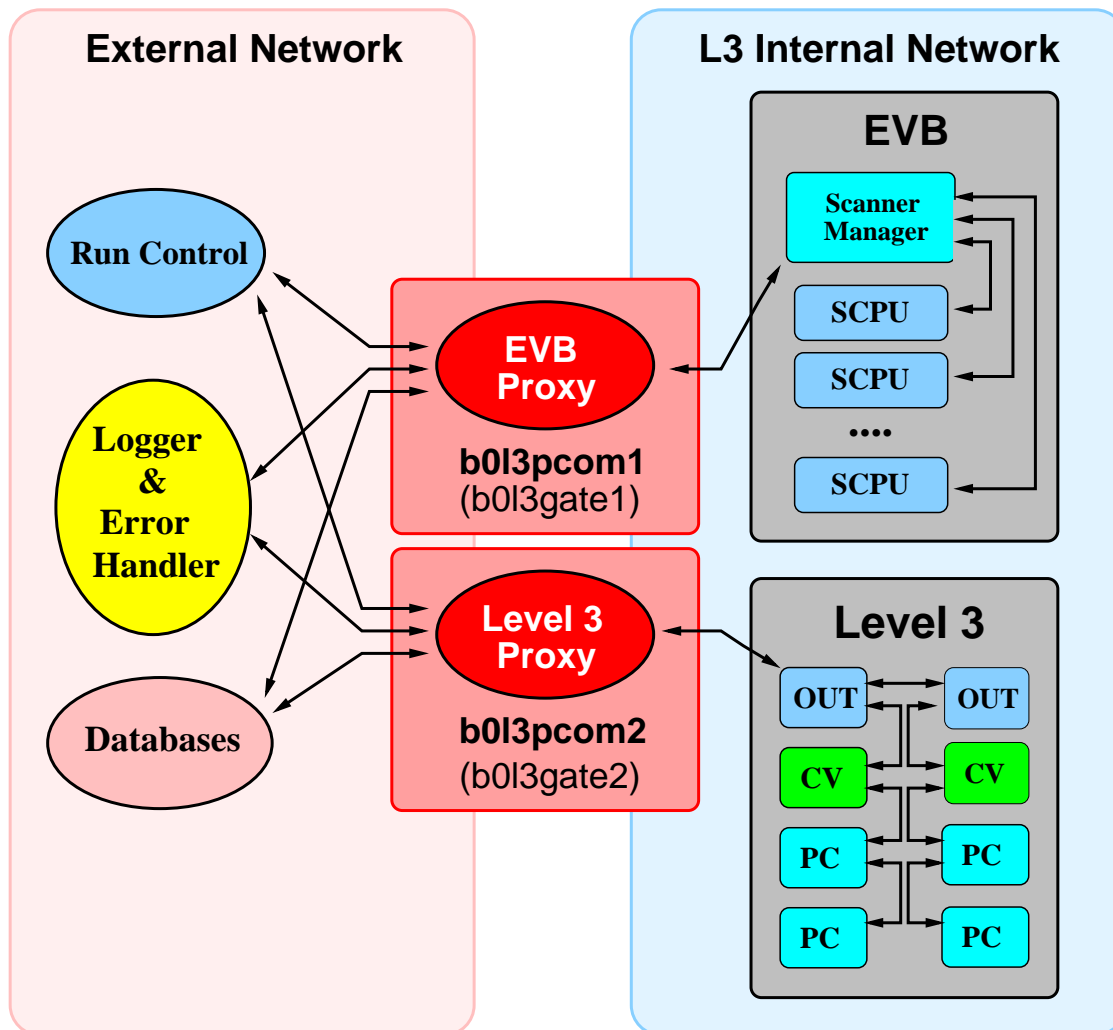 External Network
Run Control
Logger
&
Error
Handler
Databases
EVB
Proxy
b0l3pcom1
(b0l3gate1)
Level 3
Proxy
b0l3pcom2
(b0l3gate2)
L3 Internal Network
EVB
Scanner
Manager
SCPU
SCPU
....
SCPU
Level 3
OUT OUT
CV CV
PC PC
PC PC